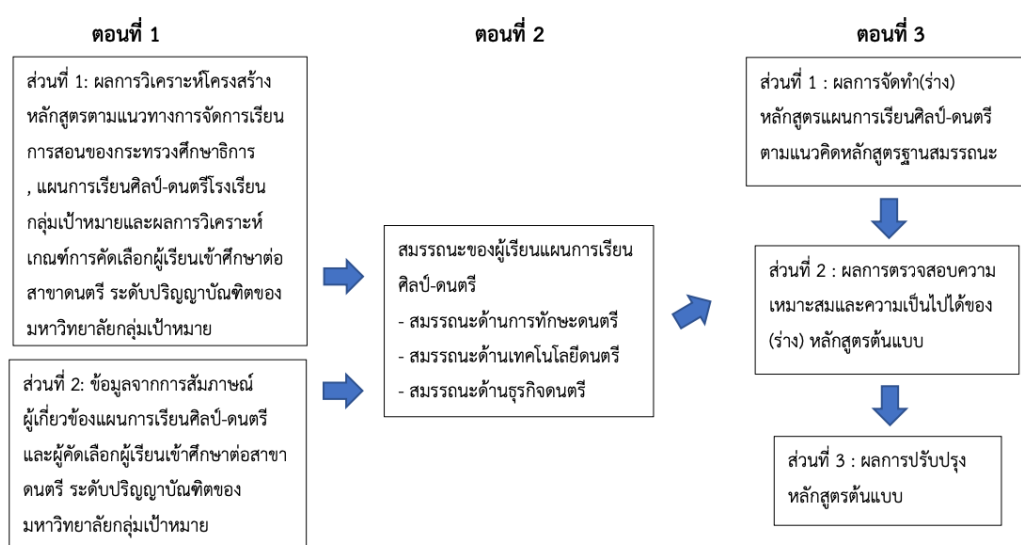 ตอนที่ 1
ส่วนที่ 1: ผลการวิเคราะห์โครงสร้าง
หลักสูตรตามแนวทางการจัดการเรียน
การสอนของกระทรวงศึกษาธิการ
, แผนการเรียนศิลป์-ดนตรีโรงเรียน
กลุ่มเป้าหมายและผลการวิเคราะห์
เกณฑ์การคัดเลือกผู้เรียนเข้าศึกษาต่อ
สาขาดนตรี ระดับปริญญาบัณฑิตของ
มหาวิทยาลัยกลุ่มเป้าหมาย
ส่วนที่ 2: ข้อมูลจากการสัมภาษณ์
ผู้เกี่ยวข้องแผนการเรียนศิลป์-ดนตรี
และผู้คัดเลือกผู้เรียนเข้าศึกษาต่อสาขา
ดนตรี ระดับปริญญาบัณฑิตของ
มหาวิทยาลัยกลุ่มเป้าหมาย
ตอนที่ 2
สมรรถนะของผู้เรียนแผนการเรียน
ศิลป์-ดนตรี
- สมรรถนะด้านการทักษะดนตรี
- สมรรถนะด้านเทคโนโลยีดนตรี
- สมรรถนะด้านธุรกิจดนตรี
ตอนที่ 3
ส่วนที่ 1 : ผลการจัดทำ(ร่าง)
หลักสูตรแผนการเรียนศิลป์-ดนตรี
ตามแนวคิดหลักสูตรฐานสมรรถนะ
ส่วนที่ 2 : ผลการตรวจสอบความ
เหมาะสมและความเป็นไปได้ของ
(ร่าง) หลักสูตรต้นแบบ
ส่วนที่ 3 : ผลการปรับปรุง
หลักสูตรต้นแบบ